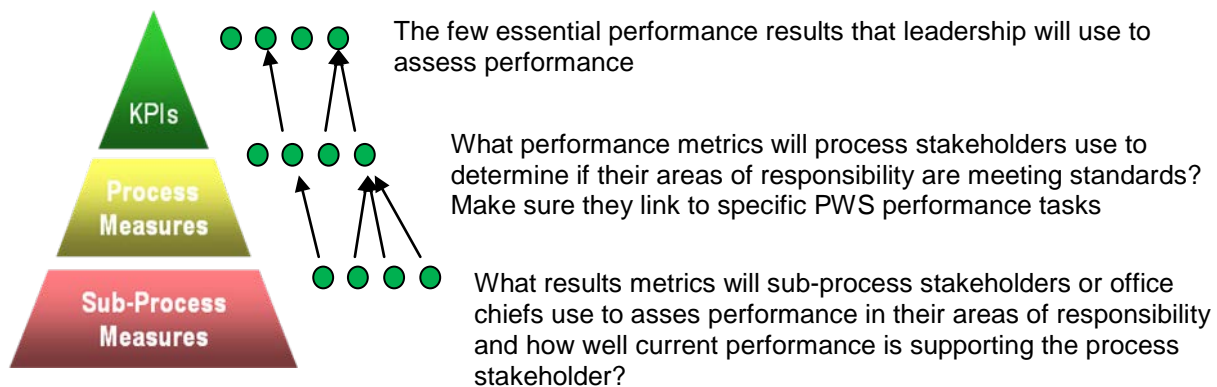 The few essential performance results that leadership will use to
assess performance
KPIs
What performance metrics will process stakeholders use to
determine if their areas of responsibility are meeting standards?
Make sure they link to specific PWS performance tasks
Process
Measures
What results metrics will sub-process stakeholders or office
chiefs use to asses performance in their areas of responsibility
and how well current performance is supporting the process
stakeholder?
Sub-Process
Measures